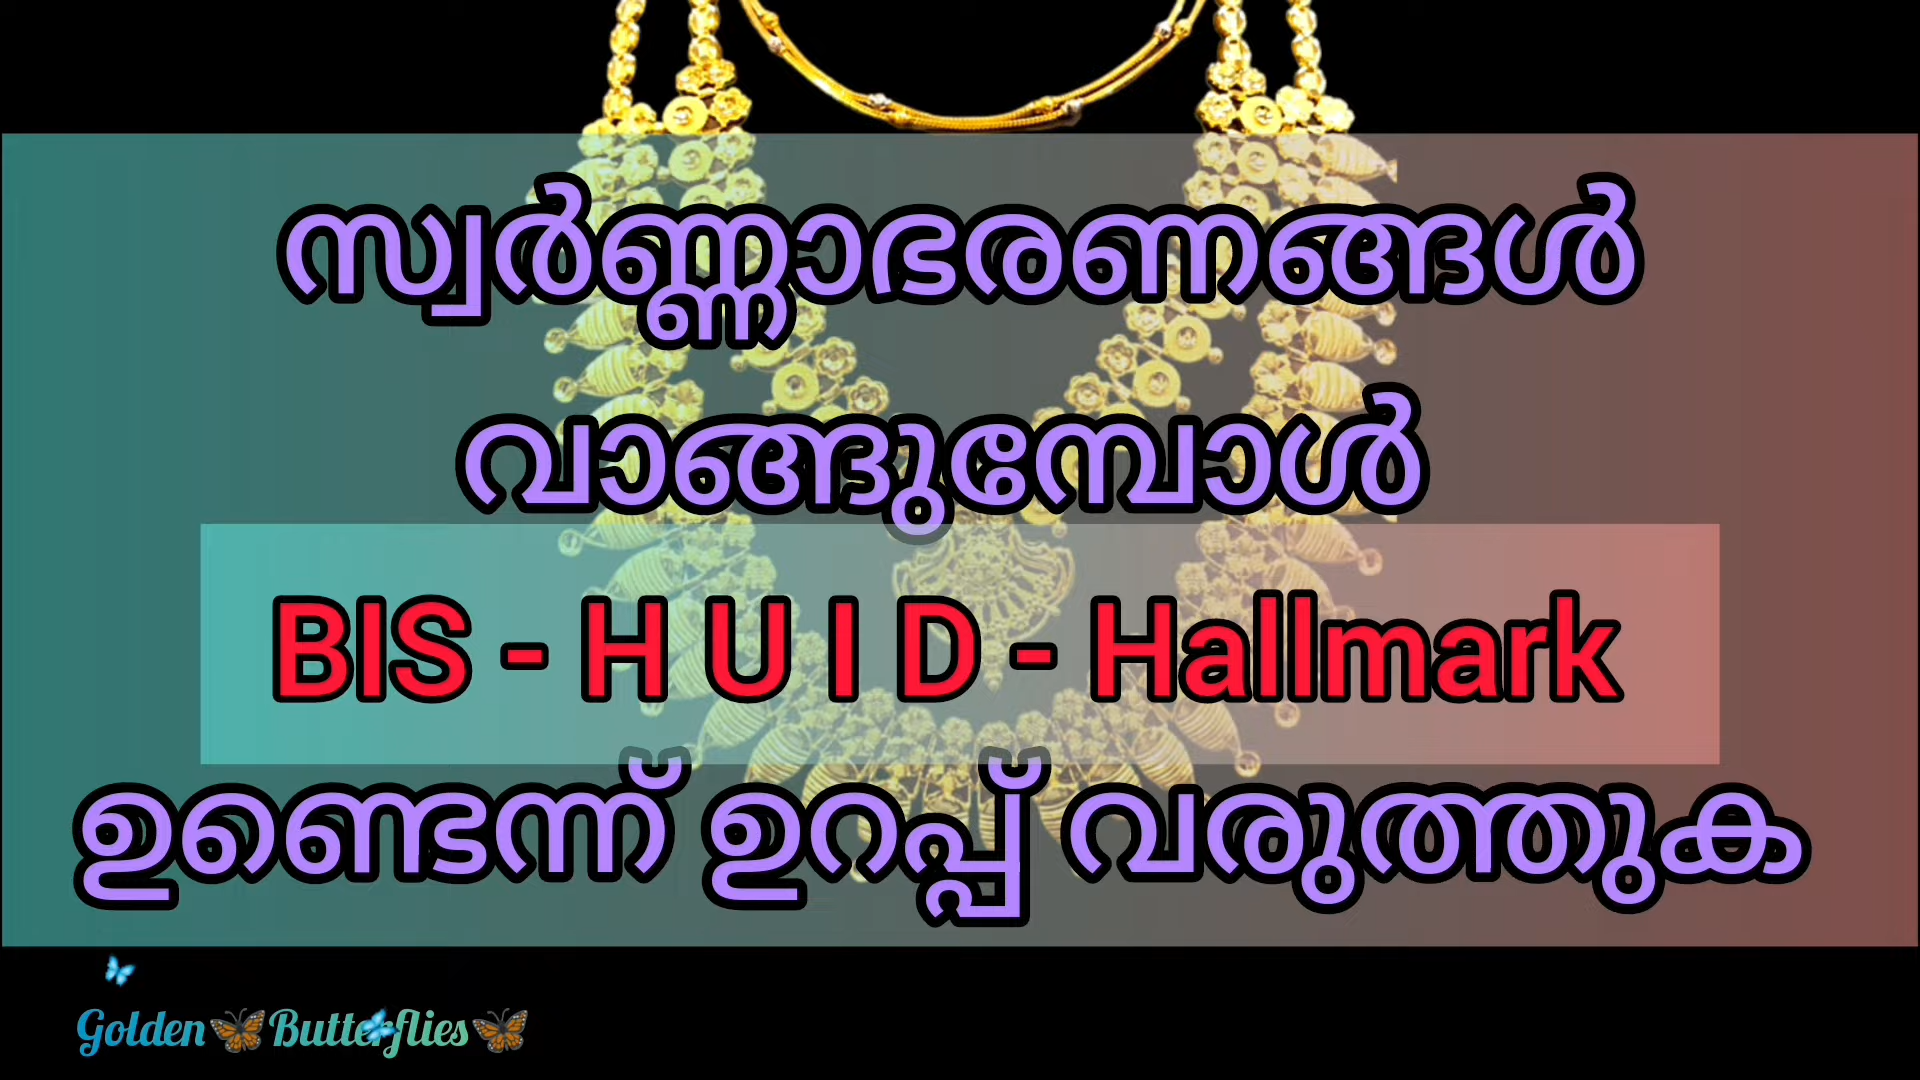 സ്വർണ്ണാഭരണങ്ങൾ
വാങ്ങുമ്പോൾ
BIS - H U I D - Hallmark
ഉണ്ടെന്ന് ഉറപ്പ് വരുത്തുക
Golden Butterflies